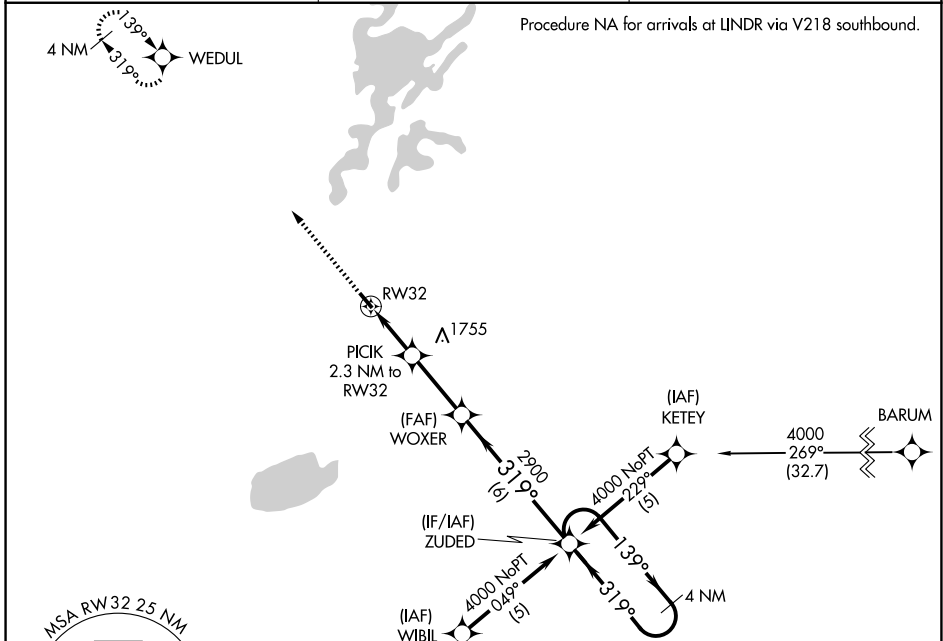 Procedure NA for arrivals at LINDR via V218 southbound.
139°
4 NM
319°
WEDUL
RW32
1755
PICIK
2.3 NM to
RW32
(FAF)
WOXER
(IAF)
KETEY
BARUM
4000
269°
(32.7)
2900
319°
(6)
4000 NoPT
229°
(5)
(IF/IAF)
ZUDED
139°
319°
4 NM
4000 NoPT
049°
(5)
(IAF)
WIBIL
MSA RW32 25 NM